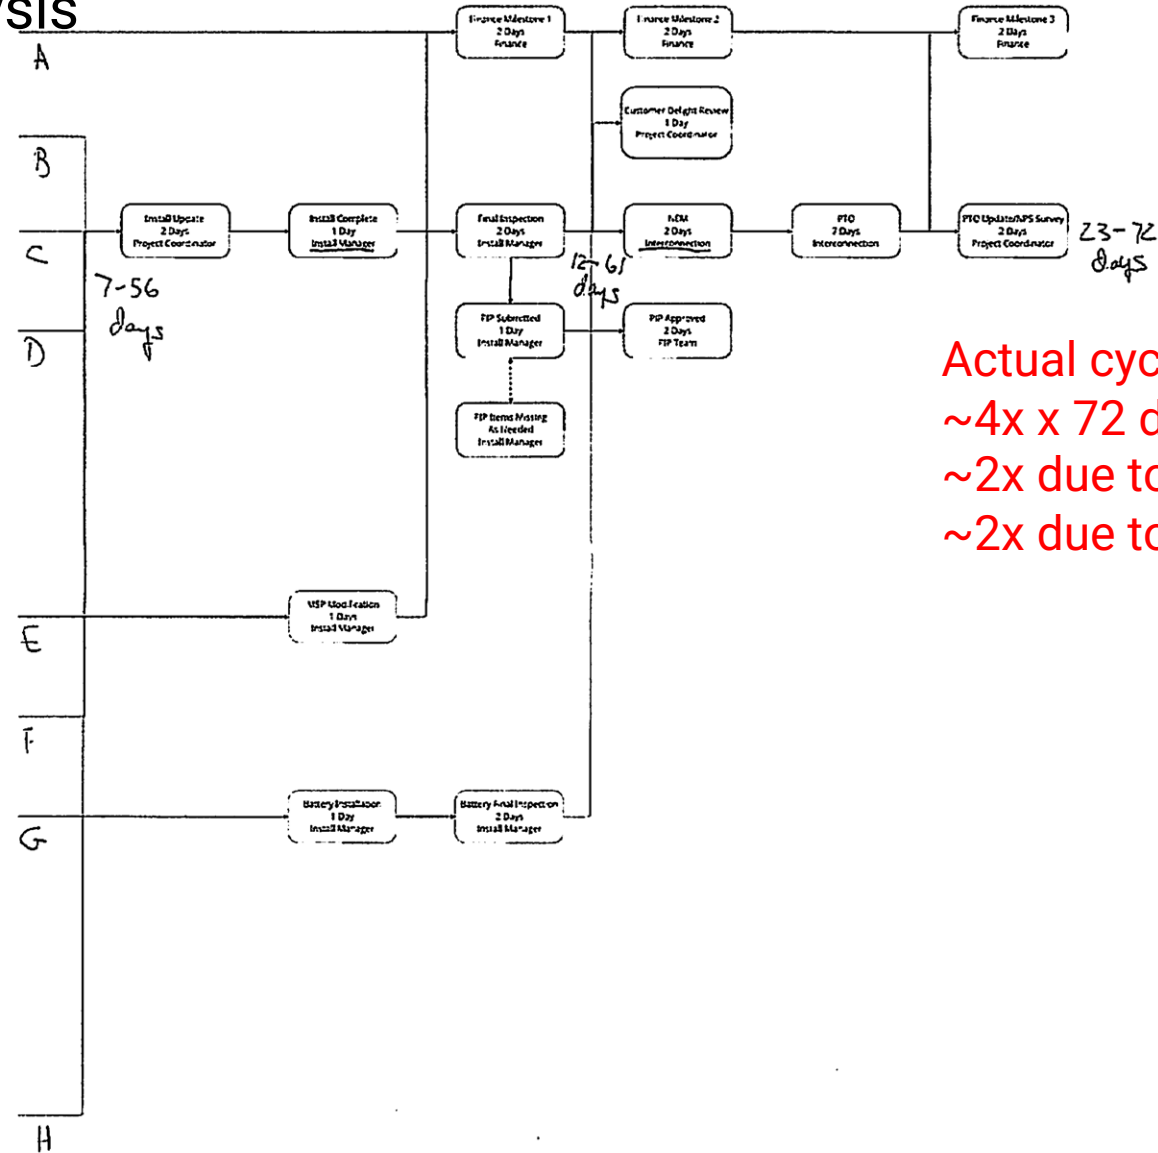 ysis
A
Finance Milestone 1
2 Days
Finance
Finance Milestone 2
2 Days
Finance
Finance Milestone 3
2 Days
Finance
Customer Delight Review
1 Day
Project Coordinator
B
C
Install Update
2 Days
Project Coordinator
Install Complete
1 Day
Install Manager
Final Inspection
2 Days
Install Manager
NEM
2 Days
Interconnection
PTO
7 Days
Interconnection
PTO Update/NPS Survey
2 Days
Project Coordinator
23-72
days
7-56
days
12-61
days
D
FIP Submitted
1 Day
Install Manager
FIP Approved
2 Days
FIP Team
FIP Items Missing
As Needed
Install Manager
Actual cyc
~4x x 72 d
~2x due to
~2x due to
E
MSP Modification
1 Days
Install Manager
F
G
Battery Installation
1 Day
Install Manager
Battery Final Inspection
2 Days
Install Manager
H